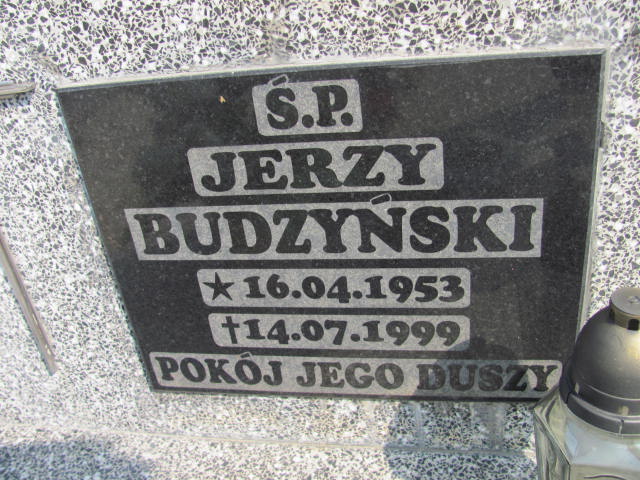 Ś.P.
JERZY
BUDZYŃSKI
★16.04.1953
†14.07.1999
POKÓJ JEGO DUSZY